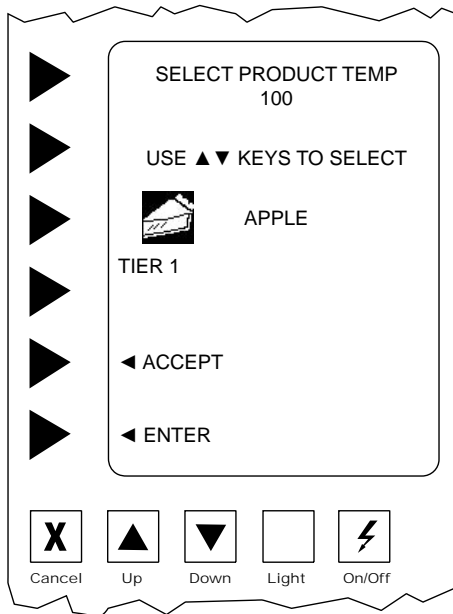 SELECT PRODUCT TEMP
100
USE ▲▼ KEYS TO SELECT
APPLE
TIER 1
◄ ACCEPT
◄ ENTER
X
Cancel Up Down Light On/Off